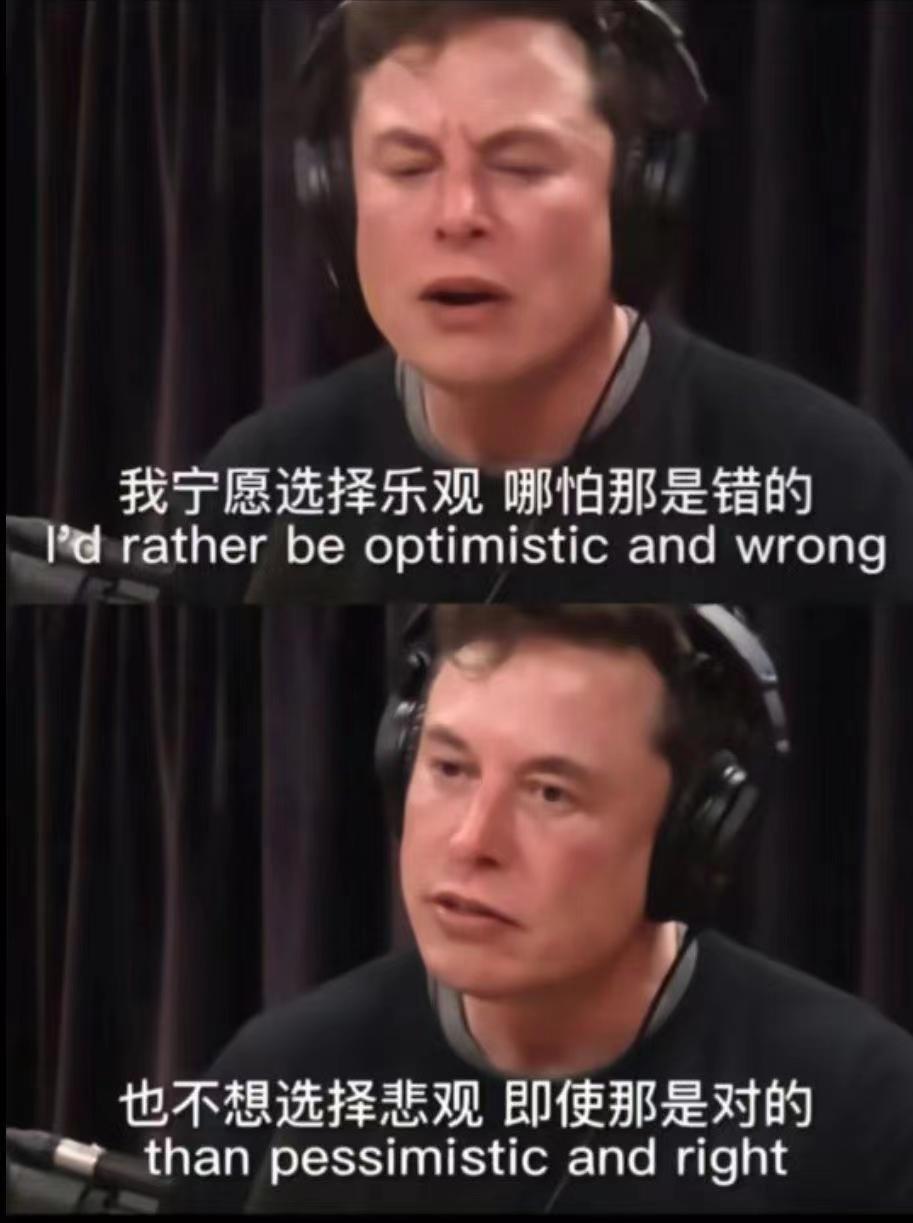 我宁愿选择乐观 哪怕那是错的
I'd rather be optimistic and wrong
也不想选择悲观 即使那是对的
than pessimistic and right